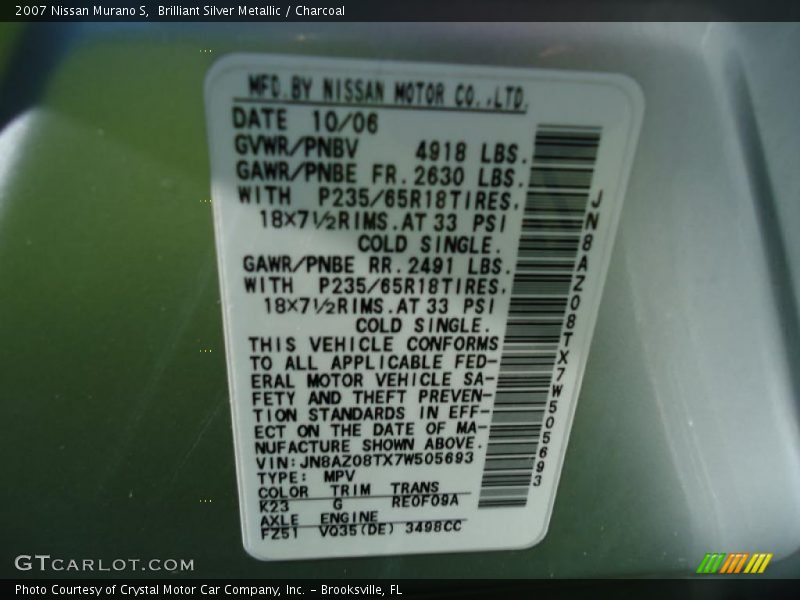 2007 Nissan Murano S,  Brilliant Silver Metallic / Charcoal
MFD.BY NISSAN MOTOR CO.,LTD.
DATE 10/06
GVWR/PNBV 4918 LBS.
GAWR/PNBE FR.2630 LBS.
WITH P235/65R18TIRES.
18X7½RIMS.AT 33 PSI
COLD SINGLE.
GAWR/PNBE RR.2491 LBS.
WITH P235/65R18TIRES.
18X7½RIMS.AT 33 PSI
COLD SINGLE.
THIS VEHICLE CONFORMS
TO ALL APPLICABLE FED-
ERAL MOTOR VEHICLE SA-
FETY AND THEFT PREVEN-
TION STANDARDS IN EFF-
ECT ON THE DATE OF MA-
NUFACTURE SHOWN ABOVE.
VIN:JN8AZ08TX7W505693
TYPE: MPV
COLOR TRIM TRANS
K23 G RE0F09A
AXLE ENGINE
FZ51 VQ35(DE) 3498CC
JN8AZ08TX7W505693
GTCARLOT.COM
Photo Courtesy of Crystal Motor Car Company, Inc. – Brooksville, FL